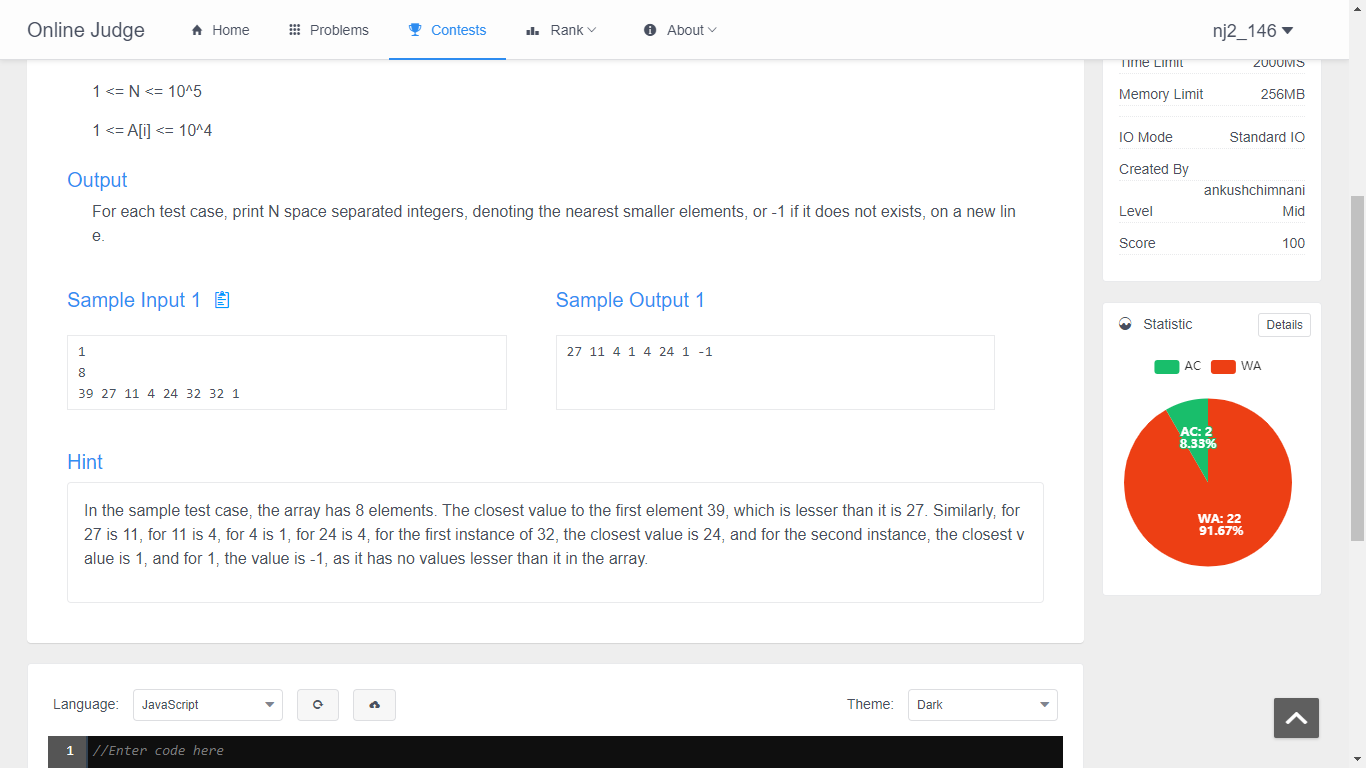 Online Judge Home Problems Contests Rank About nj2_146
Time Limit 2000MS
1 <= N <= 10^5
Memory Limit 256MB
1 <= A[i] <= 10^4
IO Mode Standard IO
Created By
ankushchimnani
Output
For each test case, print N space separated integers, denoting the nearest smaller elements, or -1 if it does not exists, on a new lin
e.
Level Mid
Score 100
Sample Input 1 Sample Output 1
1
8
39 27 11 4 24 32 32 1
27 11 4 1 4 24 1 -1
Statistic Details
AC WA
AC: 2
8.33%
WA: 22
91.67%
Hint
In the sample test case, the array has 8 elements. The closest value to the first element 39, which is lesser than it is 27. Similarly, for
27 is 11, for 11 is 4, for 4 is 1, for 24 is 4, for the first instance of 32, the closest value is 24, and for the second instance, the closest v
alue is 1, and for 1, the value is -1, as it has no values lesser than it in the array.
Language: JavaScript Theme: Dark
1 //Enter code here